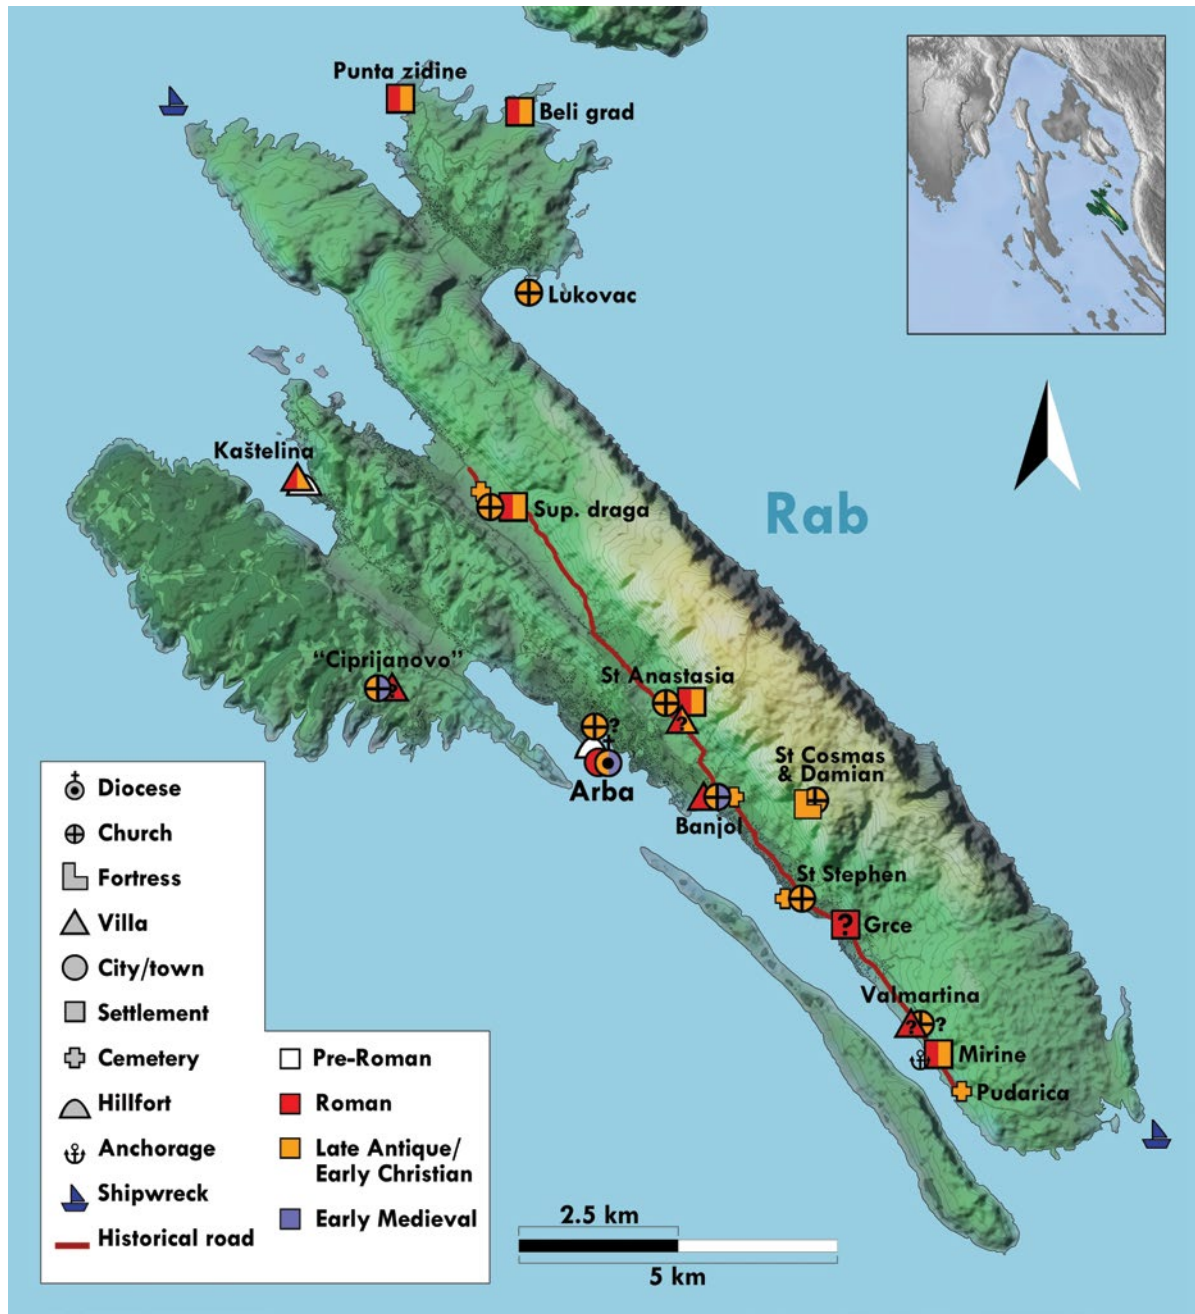 Punta zidine
Beli grad
Lukovac
Kaštelina
Rab
Sup. draga
"Ciprijanovo"
?
St Anastasia
?
?
St Cosmas
& Damian
Arba
Banjol
St Stephen
?
Grce
Valmartina
?
?
Mirine
Pudarica
Diocese
Church
Fortress
Villa
City/town
Settlement
Cemetery
Hillfort
Anchorage
Shipwreck
Historical road
Pre-Roman
Roman
Late Antique/
Early Christian
Early Medieval
2.5 km
5 km